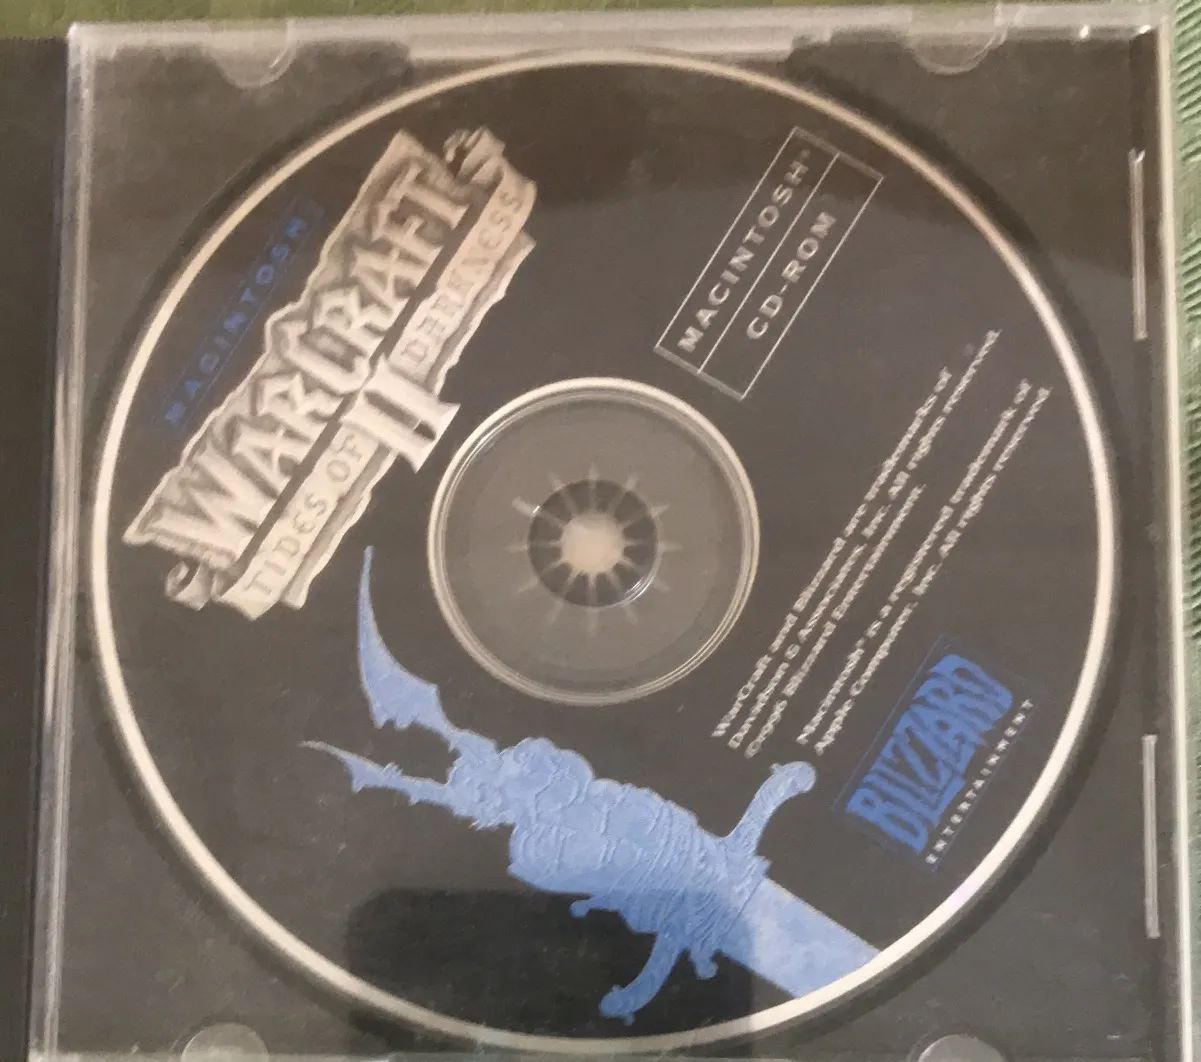 MACINTOSH
WARCRAFT
TIDES OF II DARKNESS
MACINTOSH®
CD-ROM
WarCraft and Blizzard are trademarks of
Davidson & Associates, Inc. All rights reserved.
©1996 Blizzard Entertainment.
Macintosh® is a registered trademark of
Apple Computer, Inc. All rights reserved.
BLIZZARD
ENTERTAINMENT